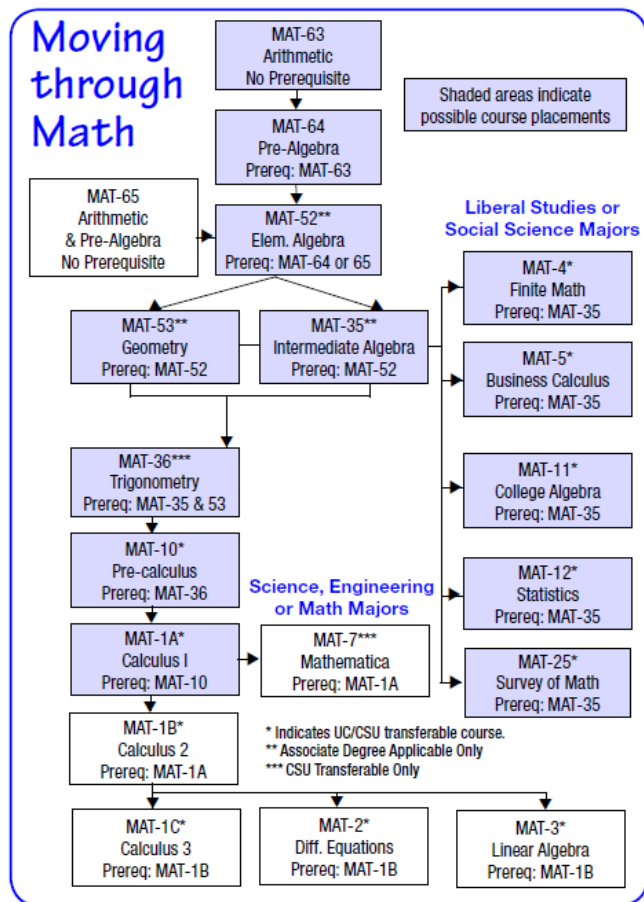 Moving
through
Math
MAT-63
Arithmetic
No Prerequisite
Shaded areas indicate
possible course placements
MAT-64
Pre-Algebra
Prereq: MAT-63
MAT-65
Arithmetic
& Pre-Algebra
No Prerequisite
MAT-52**
Elem. Algebra
Prereq: MAT-64 or 65
Liberal Studies or
Social Science Majors
MAT-4*
Finite Math
Prereq: MAT-35
MAT-53**
Geometry
Prereq: MAT-52
MAT-35**
Intermediate Algebra
Prereq: MAT-52
MAT-5*
Business Calculus
Prereq: MAT-35
MAT-36***
Trigonometry
Prereq: MAT-35 & 53
MAT-11*
College Algebra
Prereq: MAT-35
MAT-10*
Pre-calculus
Prereq: MAT-36
MAT-12*
Statistics
Prereq: MAT-35
Science, Engineering
or Math Majors
MAT-1A*
Calculus I
Prereq: MAT-10
MAT-7***
Mathematica
Prereq: MAT-1A
MAT-25*
Survey of Math
Prereq: MAT-35
MAT-1B*
Calculus 2
Prereq: MAT-1A
* Indicates UC/CSU transferable course.
** Associate Degree Applicable Only
*** CSU Transferable Only
MAT-1C*
Calculus 3
Prereq: MAT-1B
MAT-2*
Diff. Equations
Prereq: MAT-1B
MAT-3*
Linear Algebra
Prereq: MAT-1B